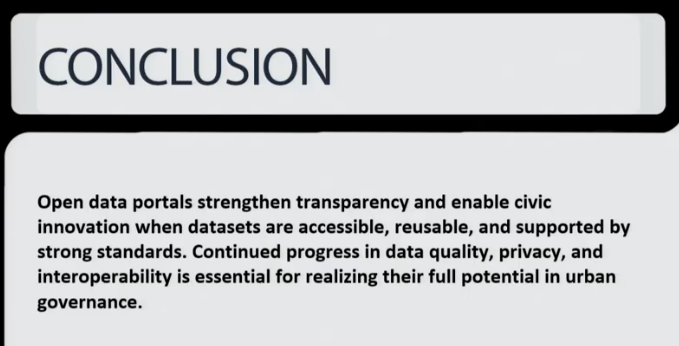 CONCLUSION
Open data portals strengthen transparency and enable civic
innovation when datasets are accessible, reusable, and supported by
strong standards. Continued progress in data quality, privacy, and
interoperability is essential for realizing their full potential in urban
governance.